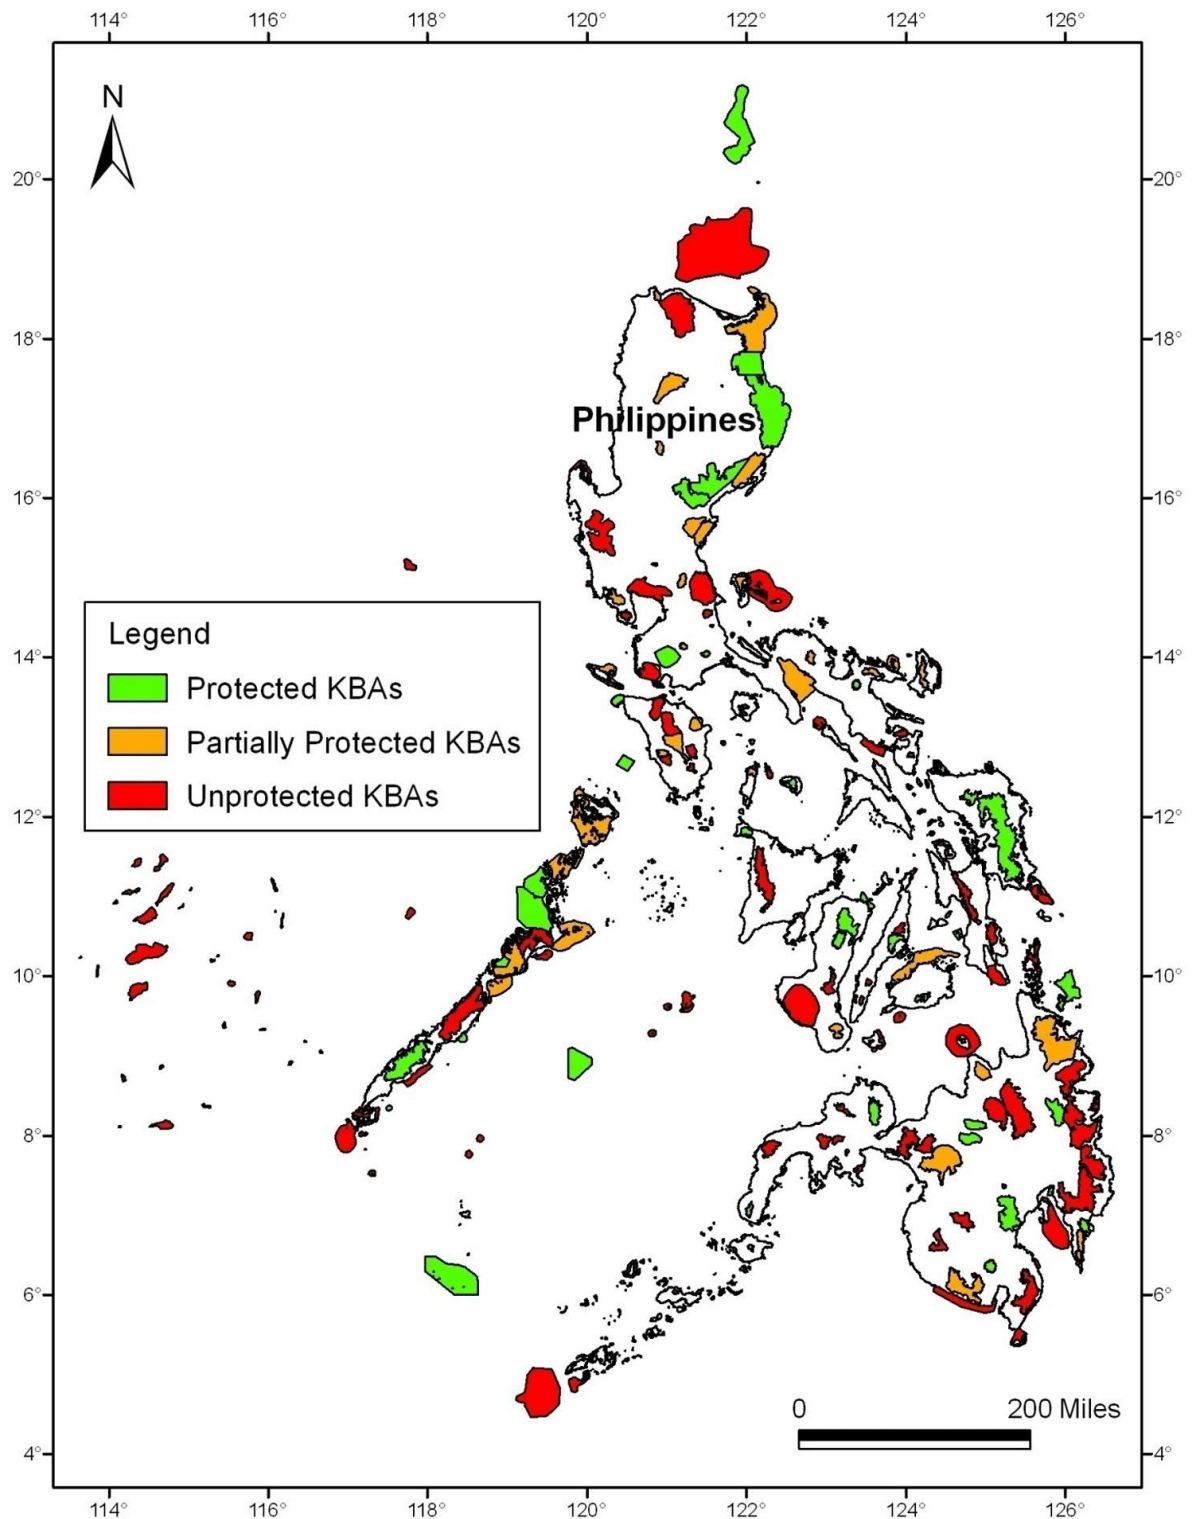 114° 116° 118° 120° 122° 124° 126°
N
20° 20°
18° 18°
Philippines
16° 16°
Legend
14° 14°
Protected KBAs
Partially Protected KBAs
Unprotected KBAs
12° 12°
10° 10°
8° 8°
6° 6°
0 200 Miles
4° 4°
114° 116° 118° 120° 122° 124° 126°